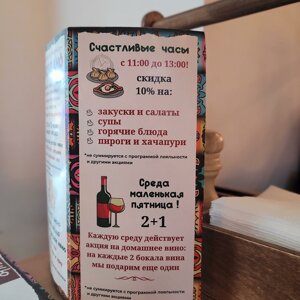 Счастливые часы
с 11:00 до 13:00!
скидка
10% на:
закуски и салаты
супы
горячие блюда
пироги и хачапури
*не суммируется с программой лояльности
и другими акциями
Среда
маленькая
пятница !
2+1
Каждую среду действует
акция на домашнее вино:
на каждые 2 бокала вина
мы подарим еще один
*не суммируется с программой лояльности
и другими акциями